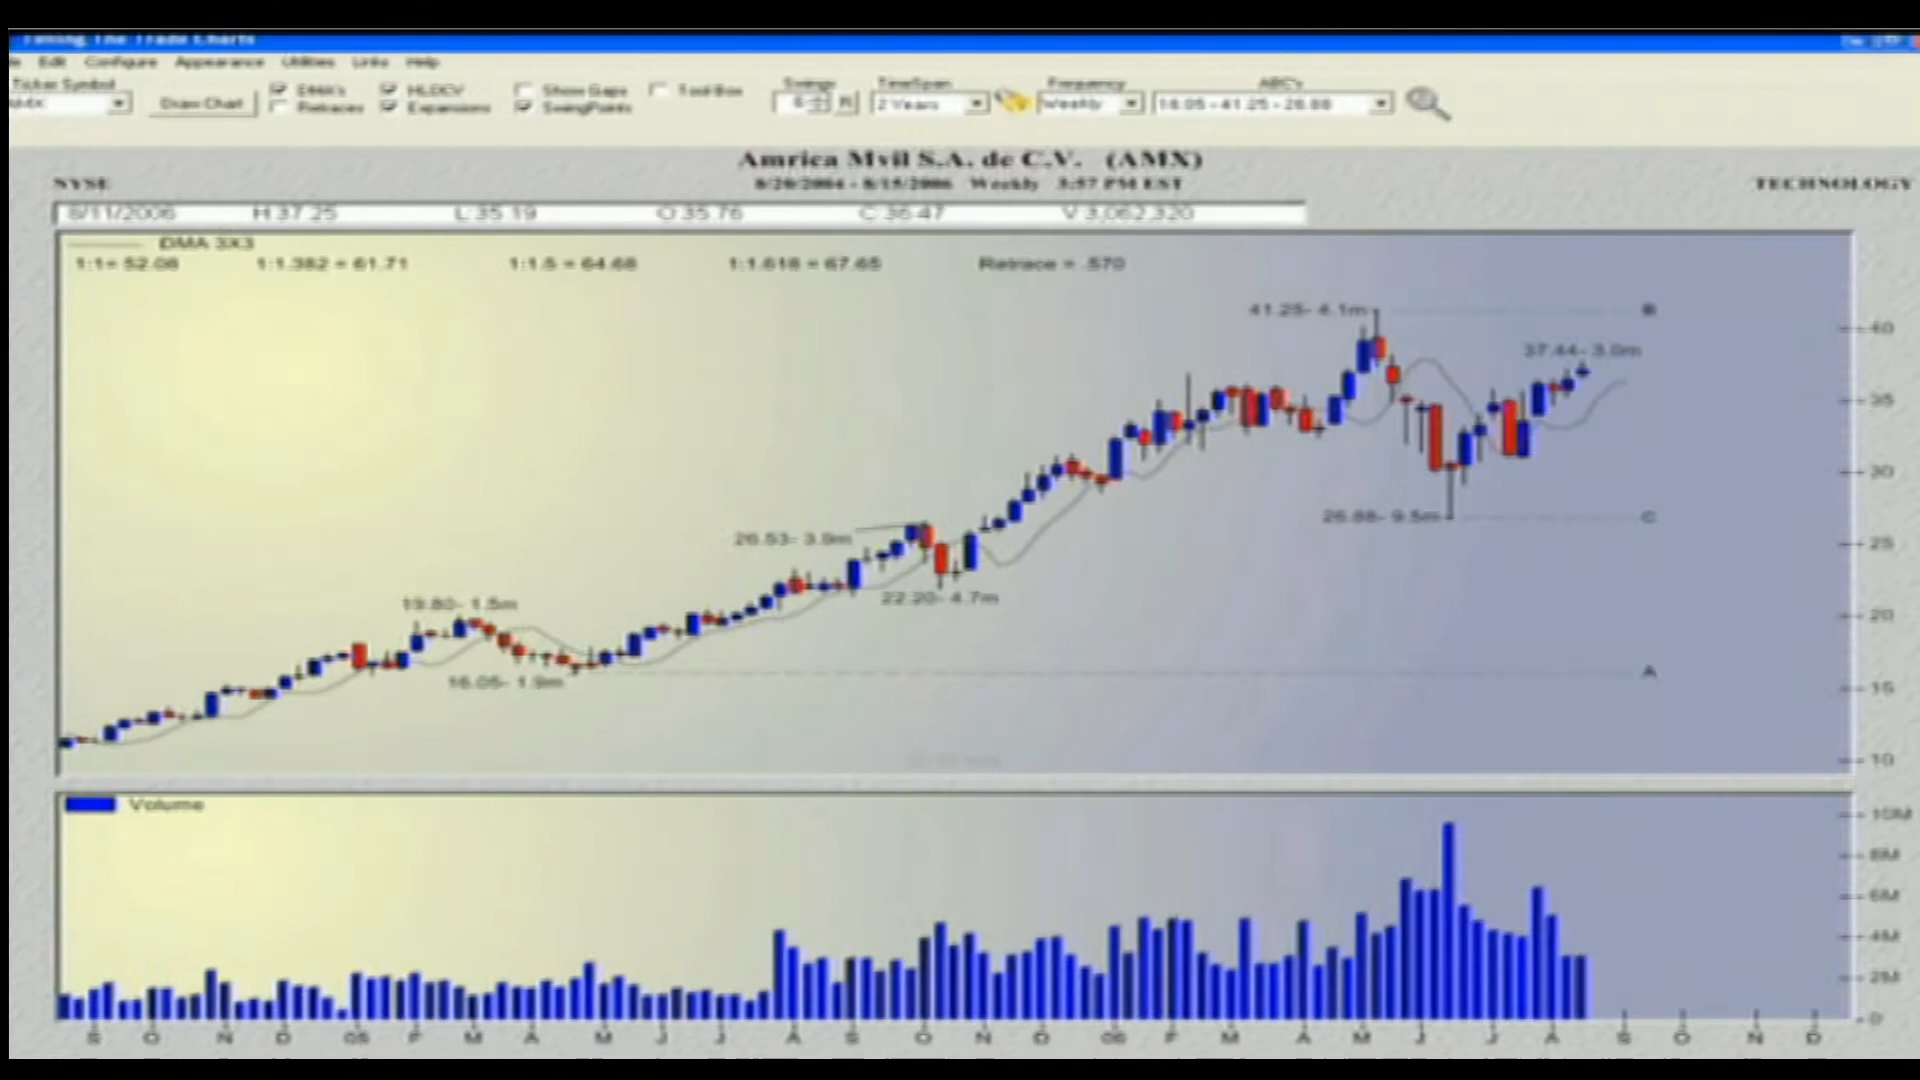 Timing The Trade Charts
Edit Configure Appearance Utilities Links Help
Ticker Symbol DMA's HLOCV Show Gaps Tool Box Swings TimeSpan Frequency ABC's
AMX Draw Chart Retraces Expansions SwingPoints 6 R 2 Years Weekly 16.05 - 41.25 - 26.88
Amrica Mvil S.A. de C.V. (AMX)
NYSE 8/20/2004 - 8/15/2006 Weekly 3:57 PM EST TECHNOLOGY
8/11/2006 H 37.25 L 35.19 O 35.76 C 36.47 V 3,062,320
DMA 3X3
1:1= 52.08 1:1.382 = 61.71 1:1.5 = 64.68 1:1.618 = 67.65 Retrace = .570
41.25- 4.1m B
40
37.44- 3.0m
35
30
26.88- 9.5m C
26.53- 3.9m
25
22.20- 4.7m
19.80- 1.5m
20
16.05- 1.9m A
15
10
Volume
10M
8M
6M
4M
2M
0
S O N D 05 F M A M J J A S O N D 06 F M A M J J A S O N D